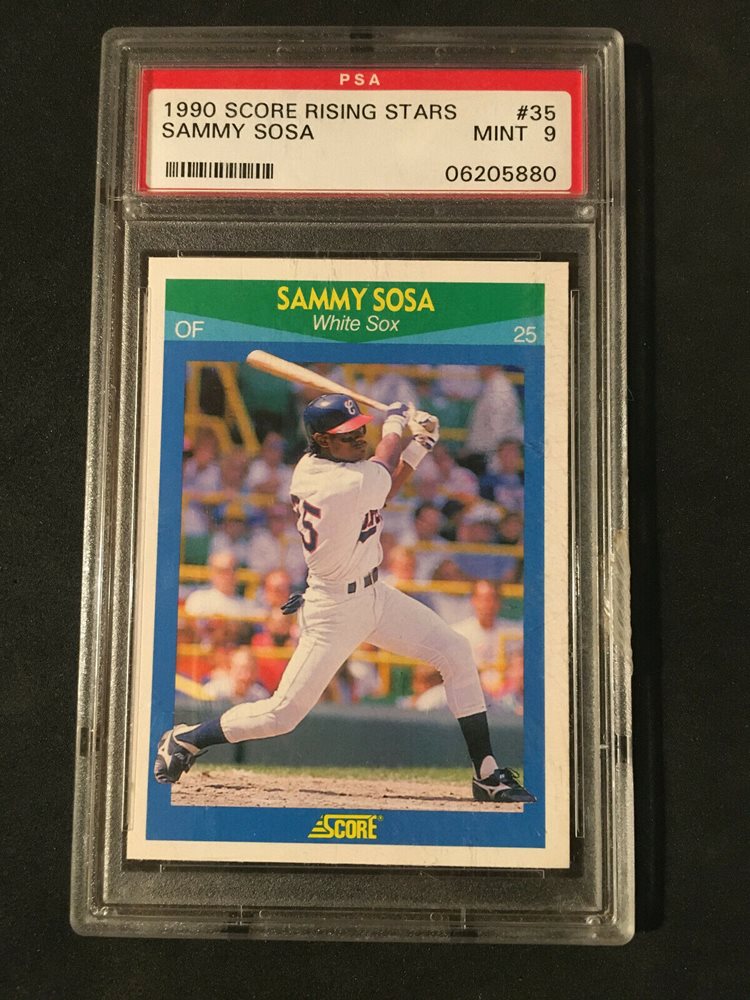 PSA
1990 SCORE RISING STARS #35
SAMMY SOSA MINT 9
06205880
SAMMY SOSA
White Sox
OF 25
C
SCORE®